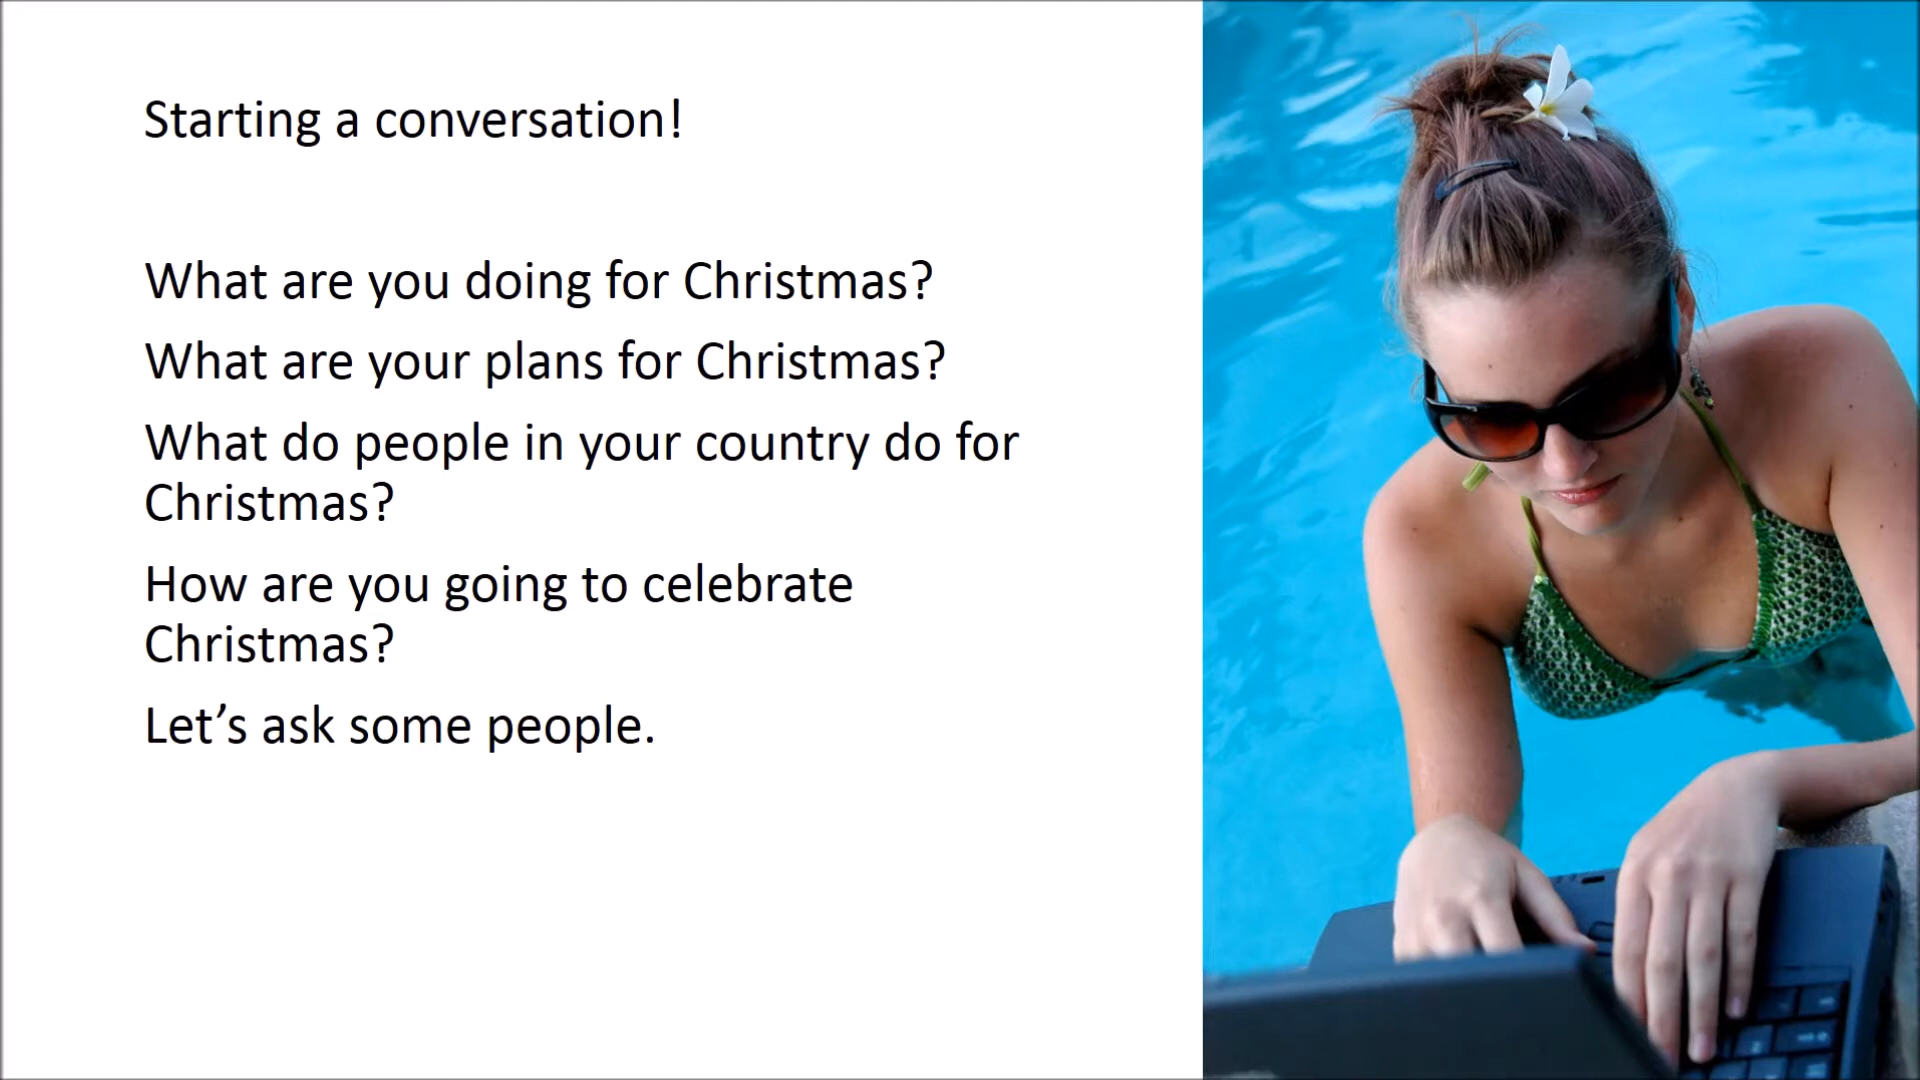 Starting a conversation!
What are you doing for Christmas?
What are your plans for Christmas?
What do people in your country do for
Christmas?
How are you going to celebrate
Christmas?
Let’s ask some people.